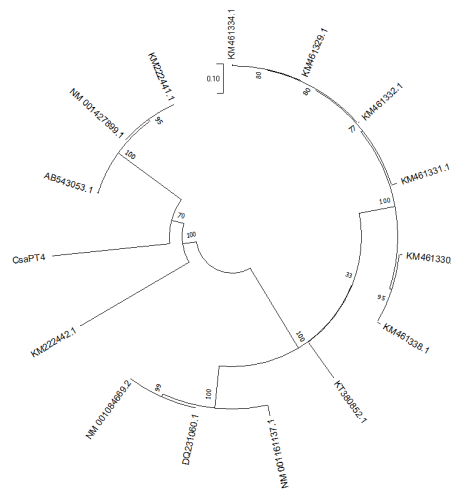 KM461334.1
KM461329.1
KM461332.1
KM461331.1
KM461330
KM461338.1
KT380852.1
NM 001161137.1
DQ231060.1
NM 001084669.2
KM222442.1
CsaPT4
AB543053.1
NM 001427899.1
KM222441.1
0.10
80
80
77
100
95
33
100
100
99
100
70
100
95